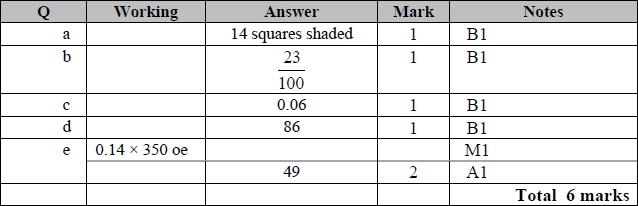 Q Working Answer Mark Notes
a 14 squares shaded 1 B1
b 23 1 B1
100
c 0.06 1 B1
d 86 1 B1
e 0.14 × 350 oe M1
49 2 A1
Total 6 marks